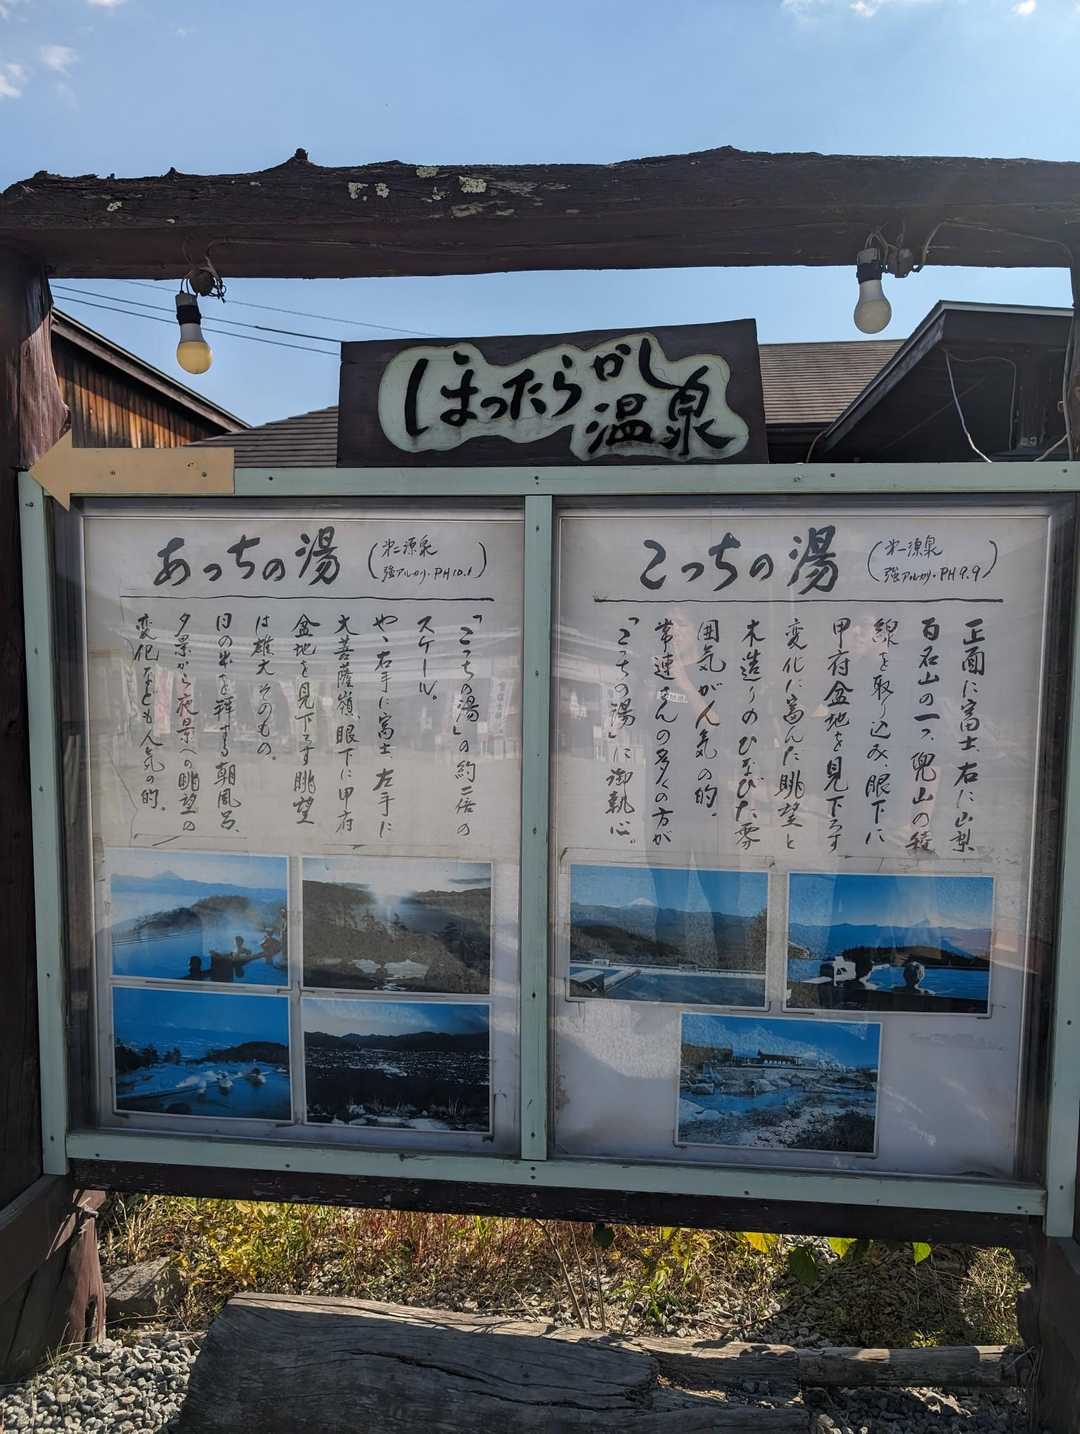 ほったらかし
温泉
こっちの湯
(第一源泉
強アルカリ・PH9.9)
正面に富士、右に山梨
百名山の一つ、兜山の稜
線を取り込み、眼下に
甲府盆地を見下ろす
変化に富んだ眺望と
木造りのひなびた雰
囲気が人気の的。
常連さんの多くの方が
「こっちの湯」に御執心。
あっちの湯
(第二源泉
強アルカリ・PH10.1)
「こっちの湯」の約二倍の
スケール。
やゝ右手に富士、左手に
大菩薩嶺、眼下に甲府
盆地を見下ろす眺望
は雄大そのもの。
日の出を拝する朝風呂、
夕景から夜景への眺望の
変化なども人気の的。